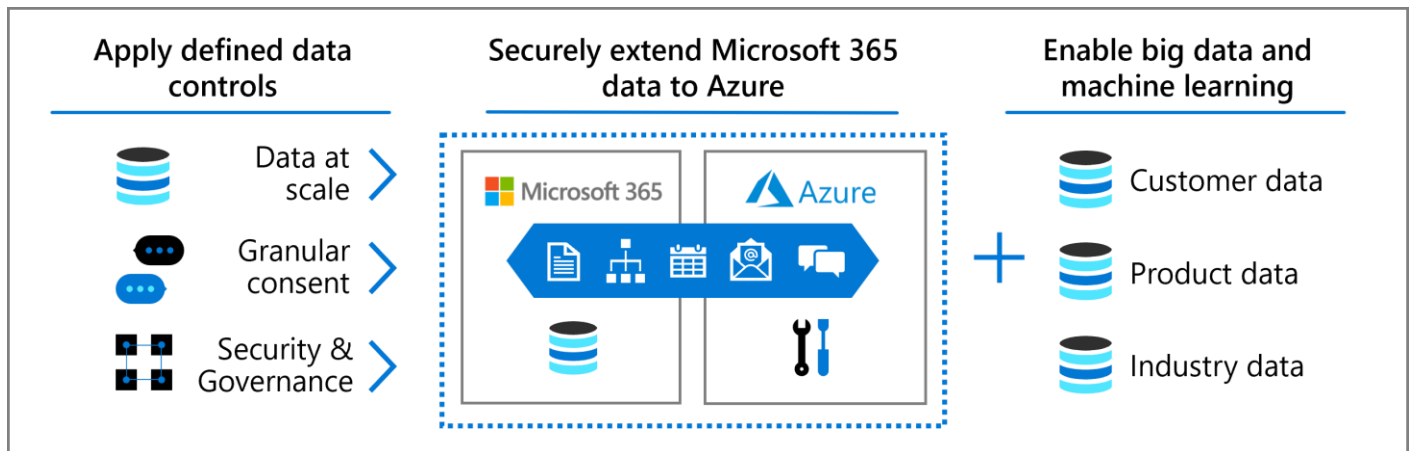 Apply defined data
controls
Data at
scale
Granular
consent
Security &
Governance
Securely extend Microsoft 365
data to Azure
Microsoft 365
Azure
@
Enable big data and
machine learning
Customer data
Product data
Industry data